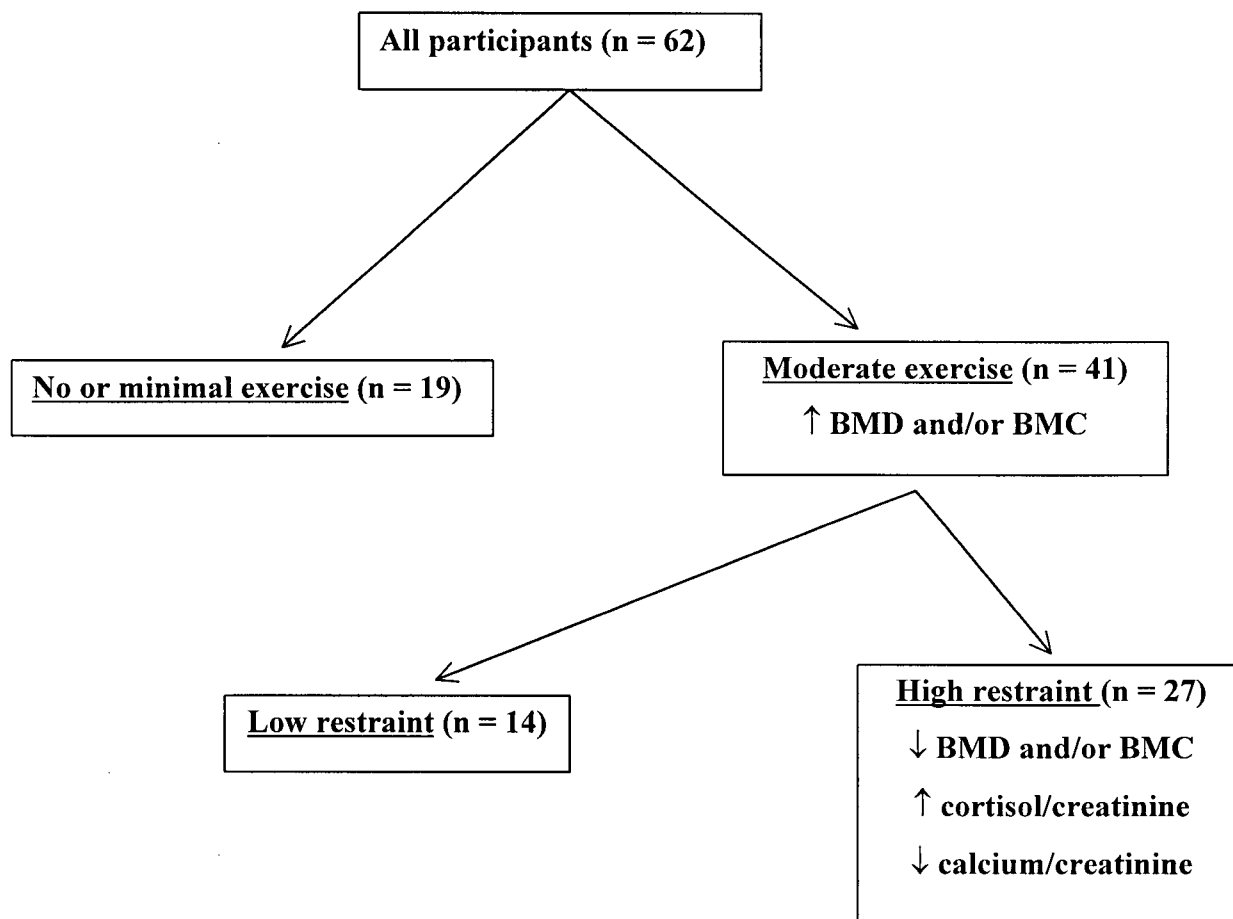 All participants (n = 62)
No or minimal exercise (n = 19)
Moderate exercise (n = 41)
↑ BMD and/or BMC
Low restraint (n = 14)
High restraint (n = 27)
↓ BMD and/or BMC
↑ cortisol/creatinine
↓ calcium/creatinine